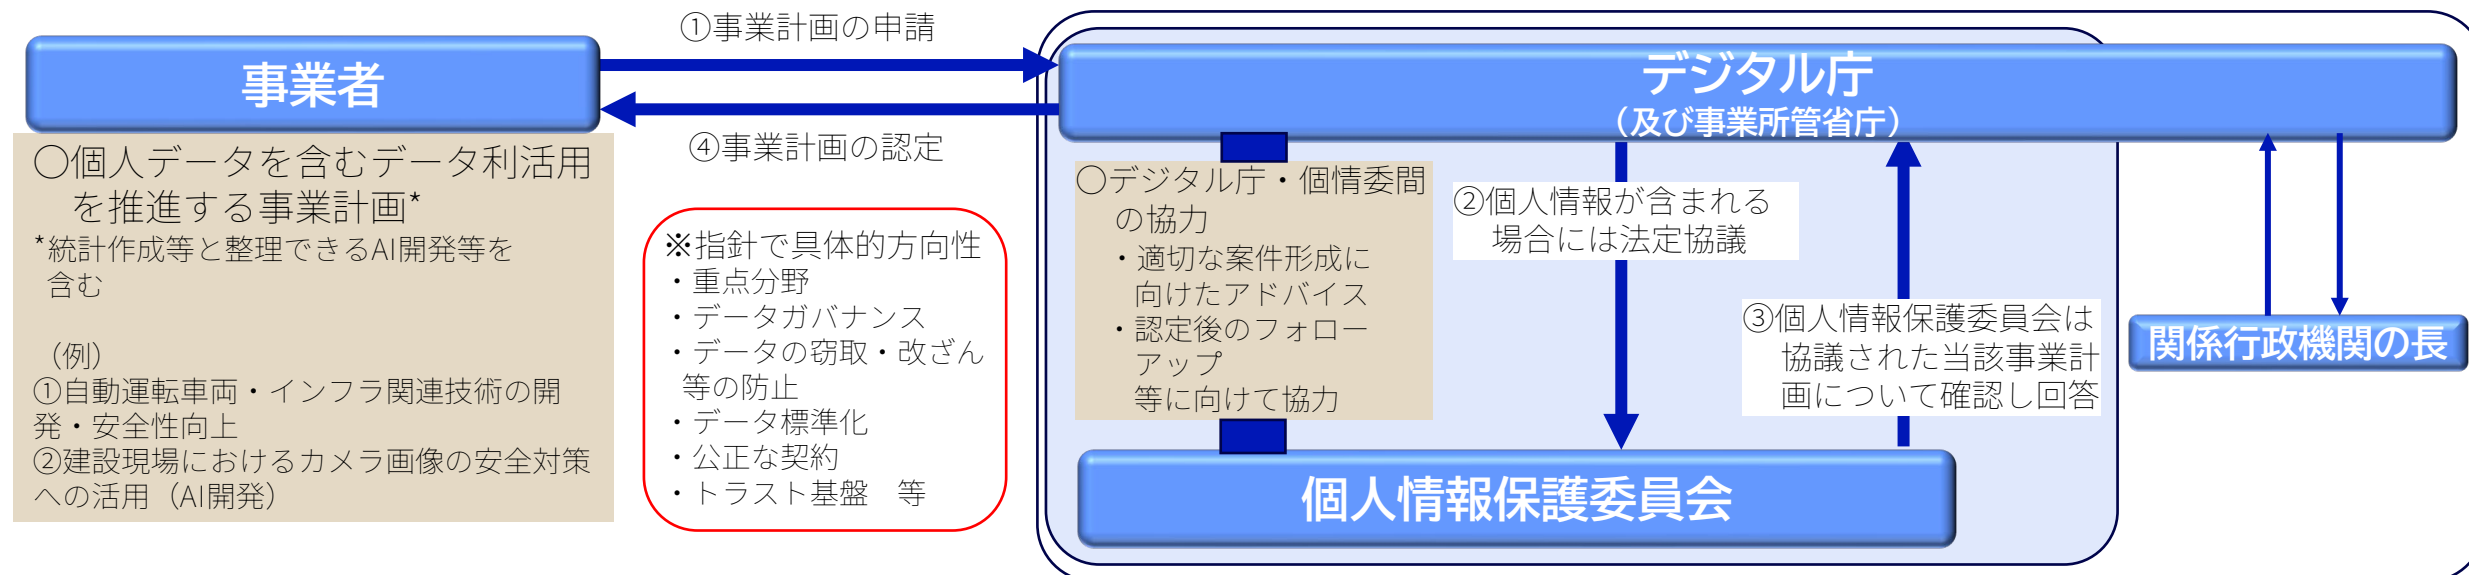 ①事業計画の申請
事業者
デジタル庁
（及び事業所管省庁）
④事業計画の認定
○個人データを含むデータ利活用
を推進する事業計画*
*統計作成等と整理できるAI開発等を
含む
（例）
①自動運転車両・インフラ関連技術の開
発・安全性向上
②建設現場におけるカメラ画像の安全対策
への活用（AI開発）
※指針で具体的方向性
・重点分野
・データガバナンス
・データの窃取・改ざん
等の防止
・データ標準化
・公正な契約
・トラスト基盤　等
○デジタル庁・個情委間
の協力
・適切な案件形成に
向けたアドバイス
・認定後のフォロー
アップ
等に向けて協力
②個人情報が含まれる
場合には法定協議
③個人情報保護委員会は
協議された当該事業計
画について確認し回答
関係行政機関の長
個人情報保護委員会